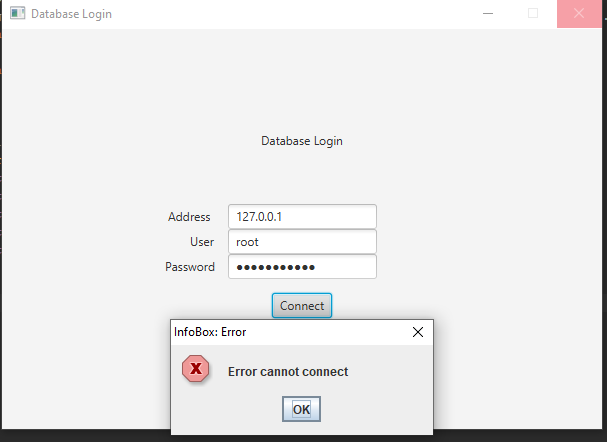 Database Login
Database Login
Address 127.0.0.1
User root
Password ●●●●●●●●●●●
Connect
InfoBox: Error
X
Error cannot connect
OK